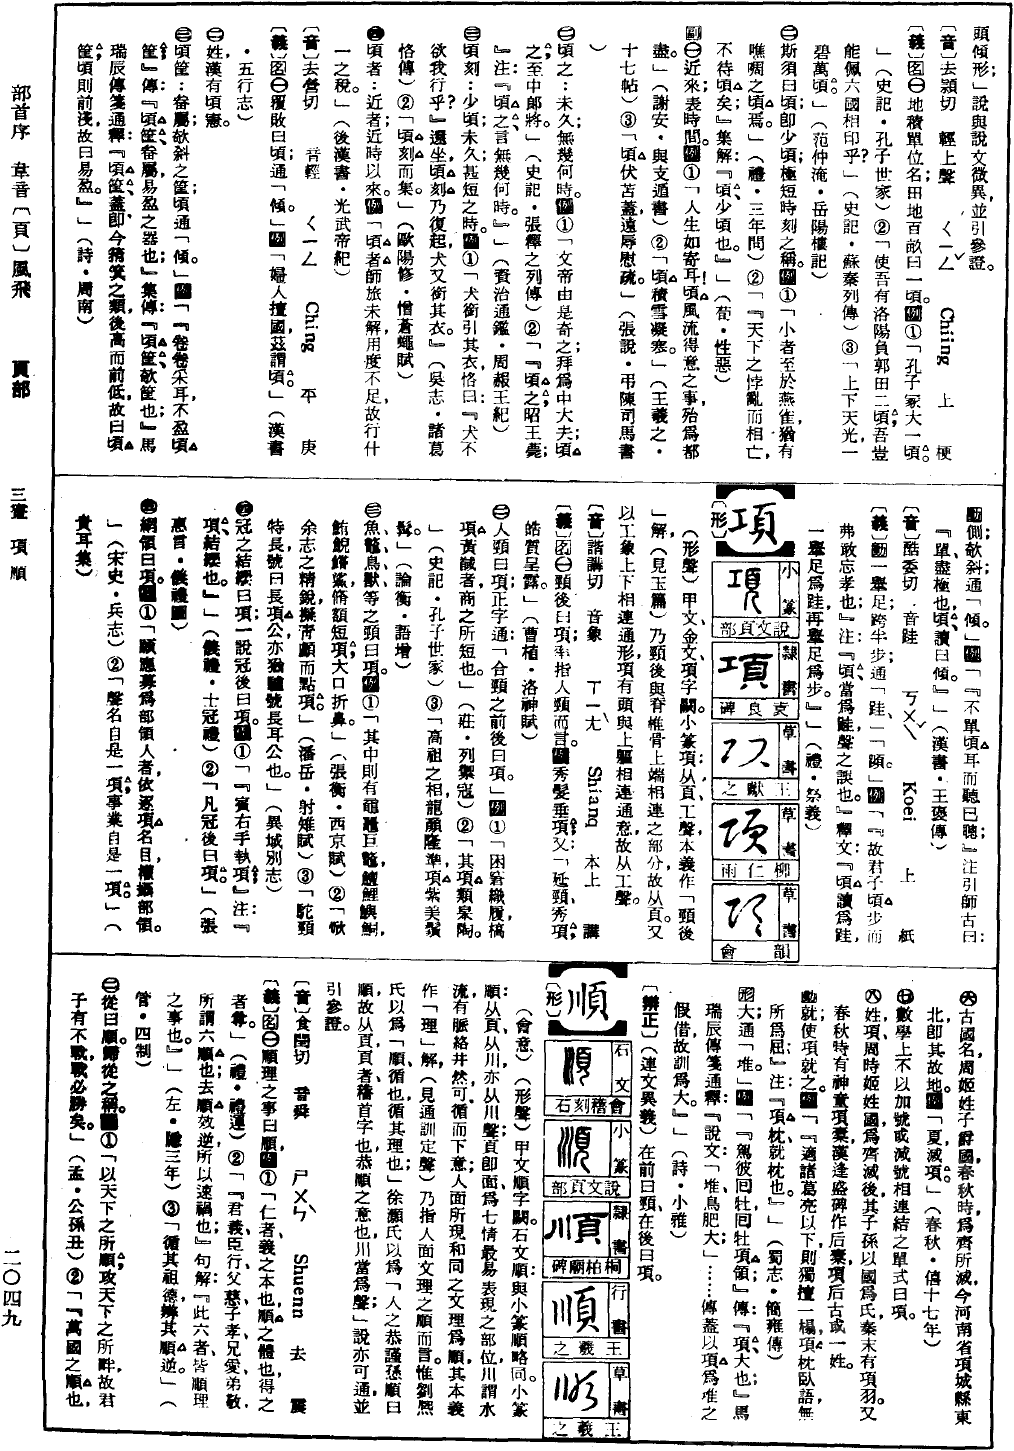 頭傾形」說與說文微異，並引參證。
〔音〕去潁切　輕上聲　ㄑㄧㄥˇ　Chiing　上　梗
〔義〕名㊀地積單位名田地百畝曰一頃。例①「孔子冢大一頃。
」（史記・孔子世家）②「使吾有洛陽負郭田二頃，吾豈
能佩六國相印乎？」（史記・蘇秦列傳）③「上下天光，一
碧萬頃。」（范仲淹・岳陽樓記）
㊁斯須曰頃；卽少頃極短時刻之稱。例①「小者至於燕雀，猶有
噍啁之頃焉。」（禮・三年問）②「『天下之悖亂而相亡，
不待頃矣。』集解：『頃，少頃也。』」（荀・性惡）
副㊀近來；表時間。例①「人生如寄耳！頃風流得意之事，殆爲都
盡。」（謝安・與支遁書）②「頃積雪凝寒。」（王羲之・
十七帖）③「頃伏苫蓋，遠辱慰疏。」（張說・弔陳司馬書
）
㊁頃之：未久；無幾何時。例①「文帝由是奇之；拜爲中大夫；頃
之，至中郎將。」（史記・張釋之列傳）②「『頃之，昭王薨；
』注：『頃之，言無幾何時。』」（資治通鑑・周赧王紀）
㊂頃刻：少頃；未久；甚短之時。例①「犬銜引其衣，恪曰：『犬不
欲我行乎？』還坐，頃刻乃復起，犬又銜其衣。」（吳志・諸葛
恪傳）②「頃刻而集。」（歐陽修・憎蒼蠅賦）
㊃頃者：近者；近時以來。例「頃者師旅未解，用度不足，故行什
一之稅。」（後漢書・光武帝紀）
〔音〕去營切　音輕　ㄑㄧㄥ　Ching　平　庚
〔義〕名㊀覆敗曰頃；通「傾」。例「婦人擅國茲謂頃。」（漢書
・五行志）
㊁姓，漢有頃憲。
㊂頃筐：畚屬；欹斜之筐；頃通「傾」。例「『卷卷采耳，不盈頃
筐；』傳：『頃筐，畚屬，易盈之器也；』集傳：『頃筐，欹筐也；』馬
瑞辰傳箋通釋：『頃筐，蓋卽今筲箕之類，後高而前低，故曰頃
筐，頃則前淺，故曰易盈。』」（詩・周南）
部首序　韋音〔頁〕風飛　頁部　三畫　項順　二〇四九
動側；欹斜；通「傾」。例「『不單頃耳而聽已聰；』注引師古曰：
『單，盡極也；頃讀曰傾。』」（漢書・王褒傳）
〔音〕酷委切　音跬　ㄎㄨㄟˇ　Koei　上　紙
〔義〕動一舉足；跨半步；通「跬」、「蹞」。例「『故君子頃步而
弗敢忘孝也；』注：『頃當爲跬，聲之誤也。』釋文：『頃讀爲跬，
一舉足爲跬，再舉足爲步。』」（禮・祭義）
項
〔形〕
小篆　說文頁部
隸書　袁良碑
草書　王獻之
草書　柳仁雨
草書　韻會
（形聲）甲文、金文項字闕。小篆項：从頁，工聲，本義作「頸後
」解（見玉篇），乃頸後與脊椎骨上端相連之部分，故从頁。又
以工象上下相連通形，項有頭與上軀相連通意，故从工聲。
〔音〕講講切　音象　ㄒㄧㄤˋ　Shiang　本上　講
〔義〕名㊀頸後曰項；率指人頸而言。例「秀髮垂項；又「延頸秀項，
皓質呈露。」（曹植・洛神賦）
㊁人頸曰項；正字通：「合頸之前後曰項。」例①「困窘織履，槁
項黃馘者，商之所短也。」（莊・列禦寇）②「其項類皋陶。
」（史記・孔子世家）③「高祖之相，龍顏、隆準、項紫、美鬚
髯。」（論衡・語增）
㊂魚、龜、鳥、獸等之頸曰項。例①「其中則有黿鼉巨鼈，鱣鯉鱮鮦，
鮪鯢鱨鯊，脩額短項，大口折鼻。」（張衡・西京賦）②「揪
余志之精銳，擬靑顱而點項。」（潘岳・射雉賦）③「駝頸
特長，號曰長項公，亦猶驢號長耳公也。」（異域別志）
㊃冠之結纓曰項；一說冠後曰項。例①「『賓右手執項；』注：『
項，結纓也。』」（儀禮・士冠禮）②「凡冠後曰項。」（張
惠言・儀禮圖）
㊄綱領曰項。例①「願應募爲部領人者，依逐項名目權攝部領。
」（宋史・兵志）②「聲名自是一項，事業自是一項。」（
貴耳集）
㊅古國名；周姬姓子爵國，春秋時爲齊所滅，今河南省項城縣東
北，卽其故地。例「夏，滅項。」（春秋・僖十七年）
㊆數學上不以加號或減號相連結之單式曰項。
㊇姓，項，周時姬姓國，爲齊滅後，其子孫以國爲氏，秦末有項羽。又
春秋時有神童項橐，漢逢盛碑作后橐，項、后古或一姓。
動就；使項就之。例「『適諸葛亮以下，則獨擅一榻，項枕臥語，無
所爲屈；』注：『項枕，就枕也。』」（蜀志・簡雍傳）
形大；通「堆」。例「『駕彼四牡，四牡項領；』傳：『項，大也；』馬
瑞辰傳箋通釋：『說文：「堆，鳥肥大」……傳蓋以項爲堆之
假借，故訓爲大。』」（詩・小雅）
〔辨正〕（連文異義）在前曰頸，在後曰項。
順
〔形〕
石文　會稽刻石
小篆　說文頁部
隸書　桐柏廟碑
行書　王羲之
草書　王羲之
（會意）（形聲）甲文順字闕。石文順：與小篆順略同。小篆
順：从頁、从川，亦从川聲。頁卽面，爲七情最易表現之部位，川謂水
流，有脈絡井然可循而下意；人面所現和同之文理爲順，其本義
作「理」解（見通訓定聲），乃指人面文理之順而言。惟劉熙
氏以爲「順，循也，循其理也；」徐灝氏以爲「人之恭謹遜順曰
順，故从頁，頁者稽首字也，恭順之意也，川當爲聲；」說亦可通，並
引參證。
〔音〕食閏切　音舜　ㄕㄨㄣˋ　Shuenn　去　震
〔義〕名㊀順理之事曰順。例①「仁者，義之本也，順之體也，得之
者尊。」（禮・禮運）②「『君義，臣行，父慈，子孝，兄愛，弟敬，
所謂六順也；去順效逆，所以速禍也；』句解：『此六者，皆順理
之事也。』」（左・隱三年）③「循其祖德，辨其順逆。」（
管・四制）
㊁從曰順；歸從之稱。例①「以天下之所順，攻天下之所畔，故君
子有不戰，戰必勝矣。」（孟・公孫丑）②「『萬國之順也，